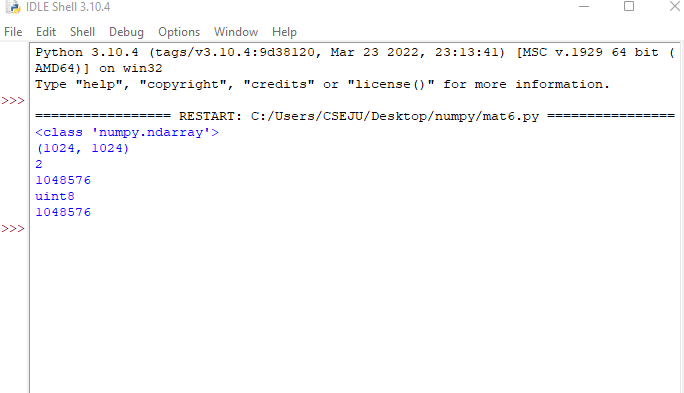 IDLE Shell 3.10.4
File Edit Shell Debug Options Window Help
Python 3.10.4 (tags/v3.10.4:9d38120, Mar 23 2022, 23:13:41) [MSC v.1929 64 bit (
AMD64)] on win32
Type "help", "copyright", "credits" or "license()" for more information.
>>>
================= RESTART: C:/Users/CSEJU/Desktop/numpy/mat6.py ================
<class 'numpy.ndarray'>
(1024, 1024)
2
1048576
uint8
1048576
>>>